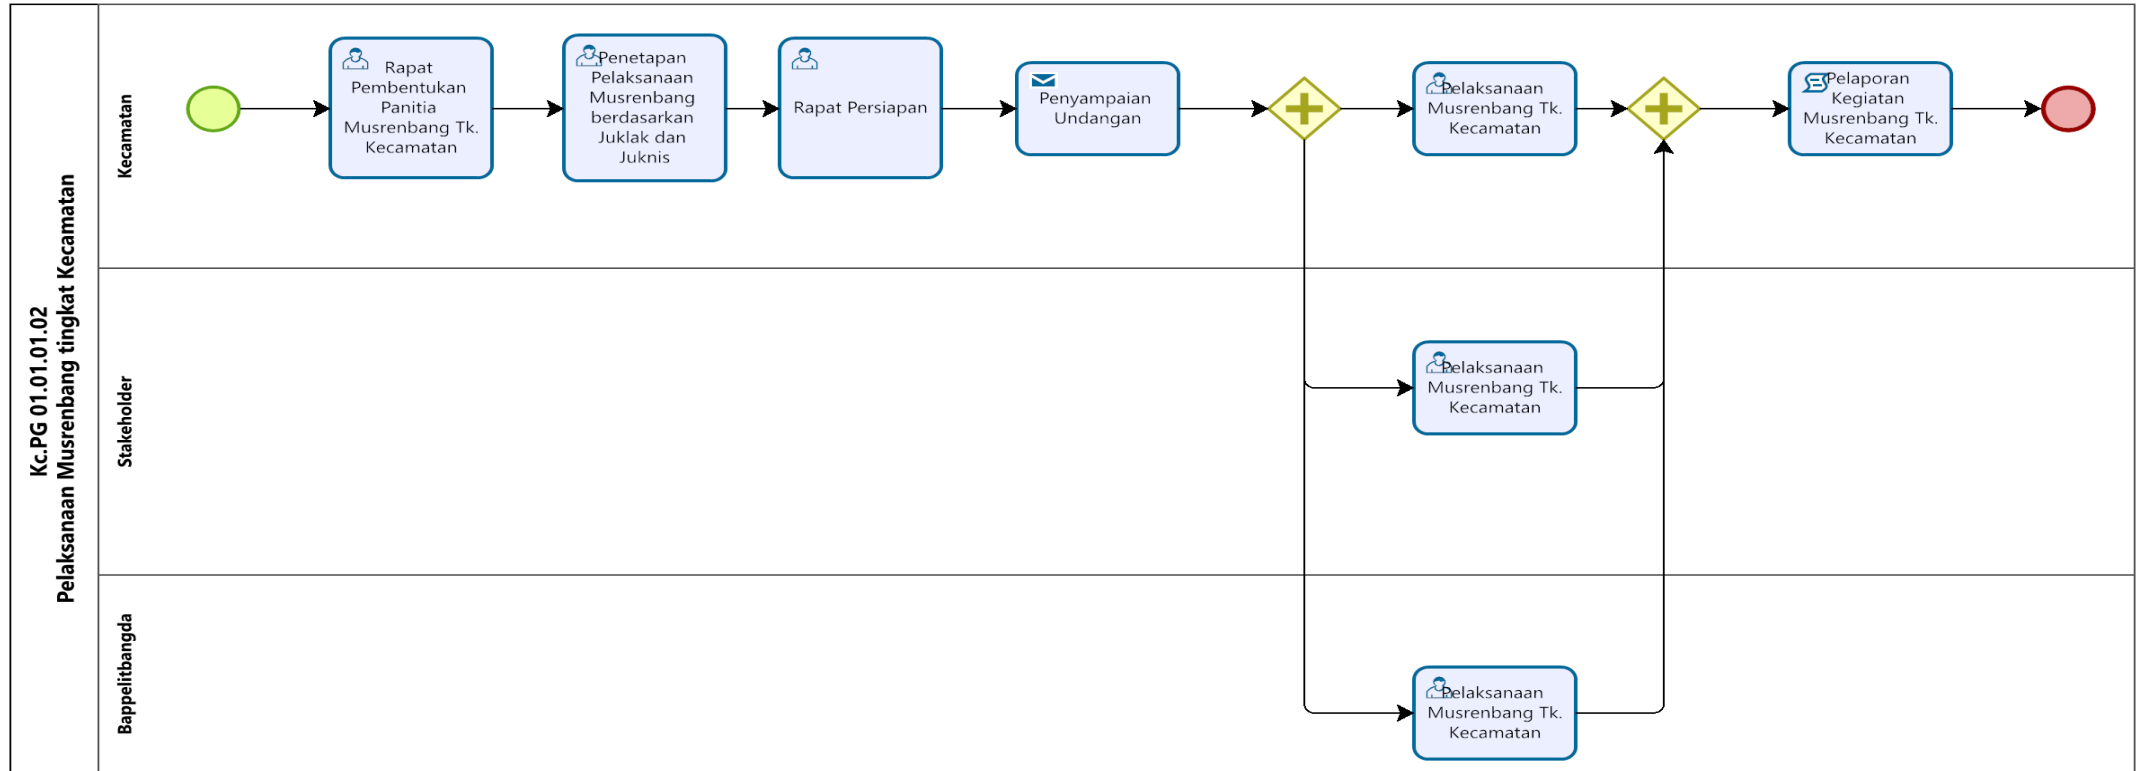 Kc.PG 01.01.01.02
Pelaksanaan Musrenbang tingkat Kecamatan
Kecamatan
Rapat
Pembentukan
Panitia
Musrenbang Tk.
Kecamatan
Penetapan
Pelaksanaan
Musrenbang
berdasarkan
Juklak dan
Juknis
Rapat Persiapan
Penyampaian
Undangan
Pelaksanaan
Musrenbang Tk.
Kecamatan
Pelaporan
Kegiatan
Musrenbang Tk.
Kecamatan
Stakeholder
Pelaksanaan
Musrenbang Tk.
Kecamatan
Bappelitbangda
Pelaksanaan
Musrenbang Tk.
Kecamatan